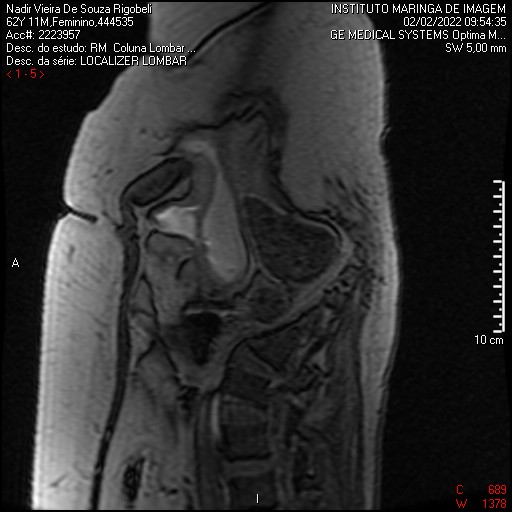 Nadir Vieira De Souza Rigobeli
62Y 11M,Feminino,444535
Acc#: 2223957
Desc. do estudo: RM Coluna Lombar ...
Desc. da série: LOCALIZER LOMBAR
< 1 - 5 >
INSTITUTO MARINGA DE IMAGEM
02/02/2022 09:54:35
GE MEDICAL SYSTEMS Optima M...
SW 5,00 mm
A
10 cm
I
C 689
W 1378